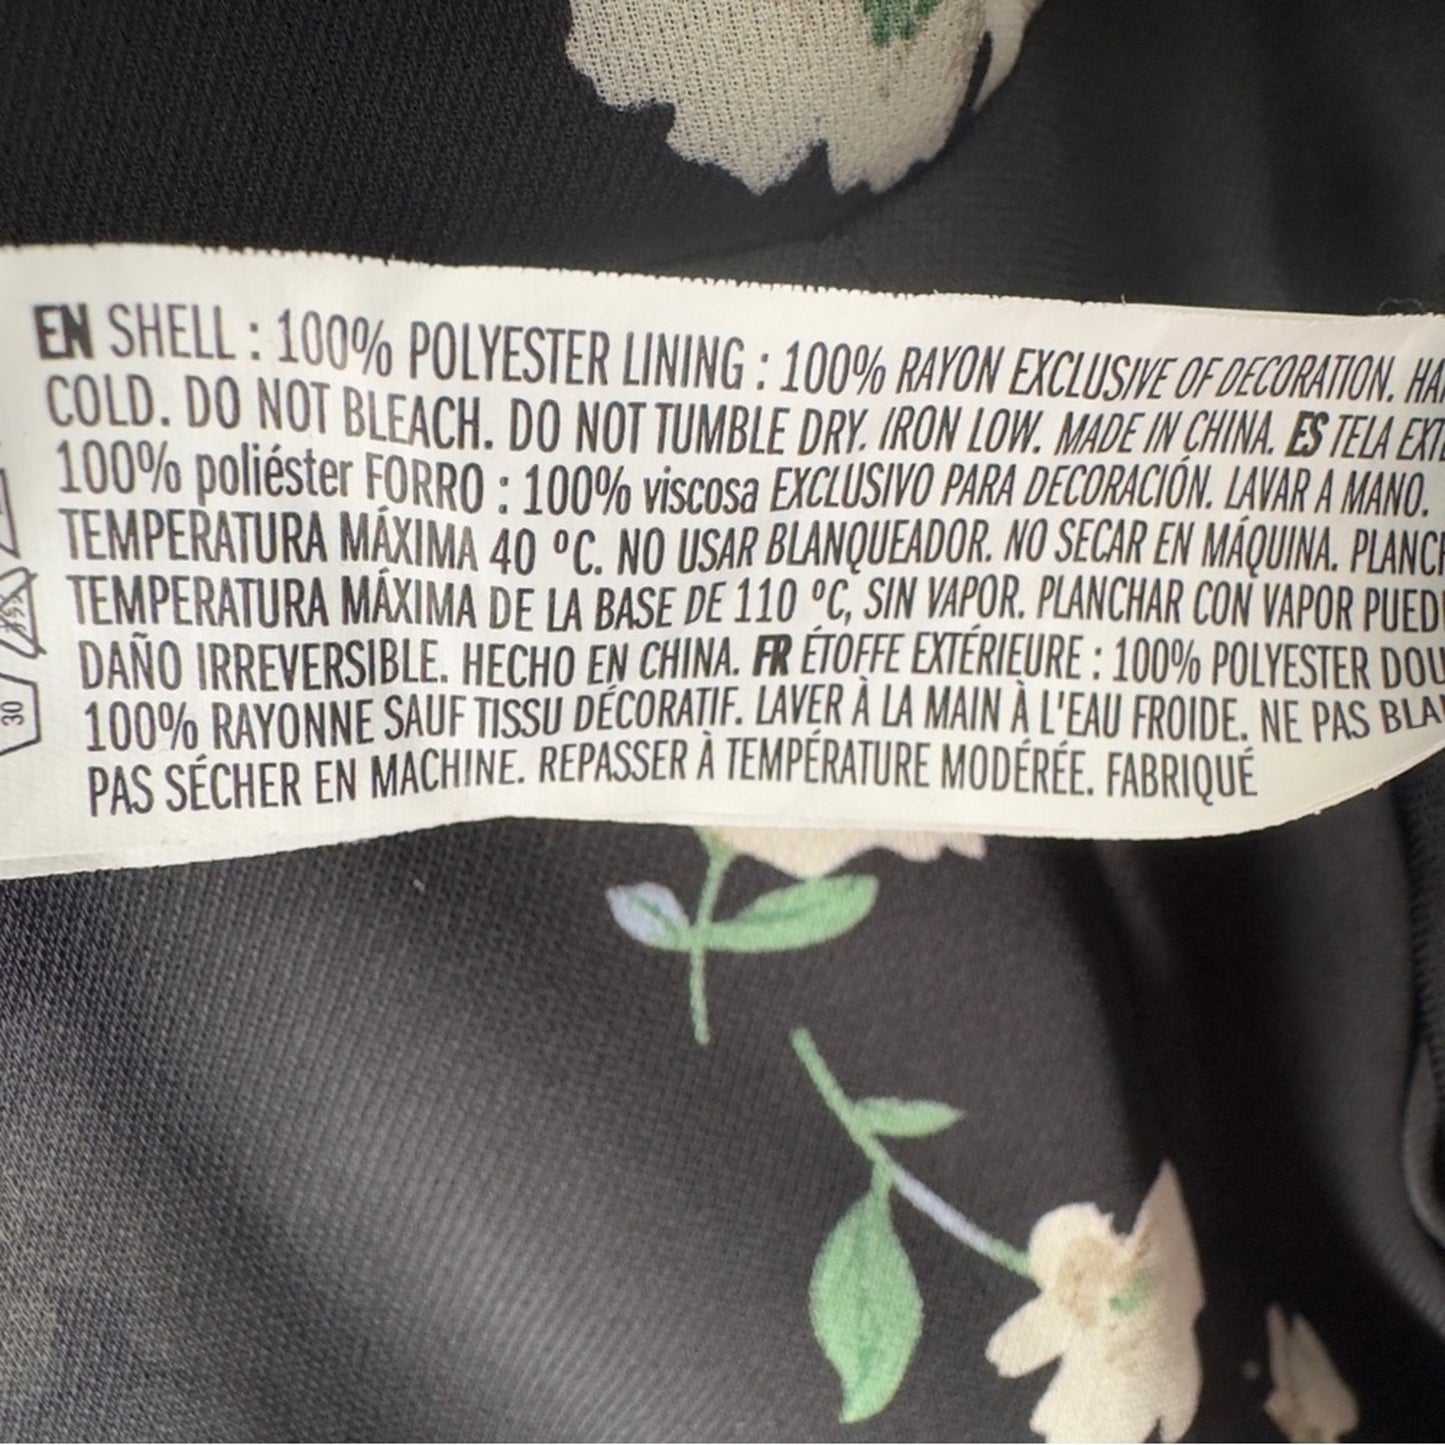 EN SHELL : 100% POLYESTER LINING : 100% RAYON EXCLUSIVE OF DECORATION.
COLD. DO NOT BLEACH. DO NOT TUMBLE DRY. IRON LOW. MADE IN CHINA. ES TELA
100% poliéster FORRO : 100% viscosa EXCLUSIVO PARA DECORACIÓN. LAVAR A MANO.
TEMPERATURA MÁXIMA 40 ºC. NO USAR BLANQUEADOR. NO SECAR EN MÁQUINA.
TEMPERATURA MÁXIMA DE LA BASE DE 110 ºC, SIN VAPOR. PLANCHAR CON VAPOR
DAÑO IRREVERSIBLE. HECHO EN CHINA. FR ÉTOFFE EXTÉRIEURE : 100% POLYESTER
100% RAYONNE SAUF TISSU DÉCORATIF. LAVER À LA MAIN À L'EAU FROIDE. NE PAS
PAS SÉCHER EN MACHINE. REPASSER À TEMPÉRATURE MODÉRÉE. FABRIQUÉ
30